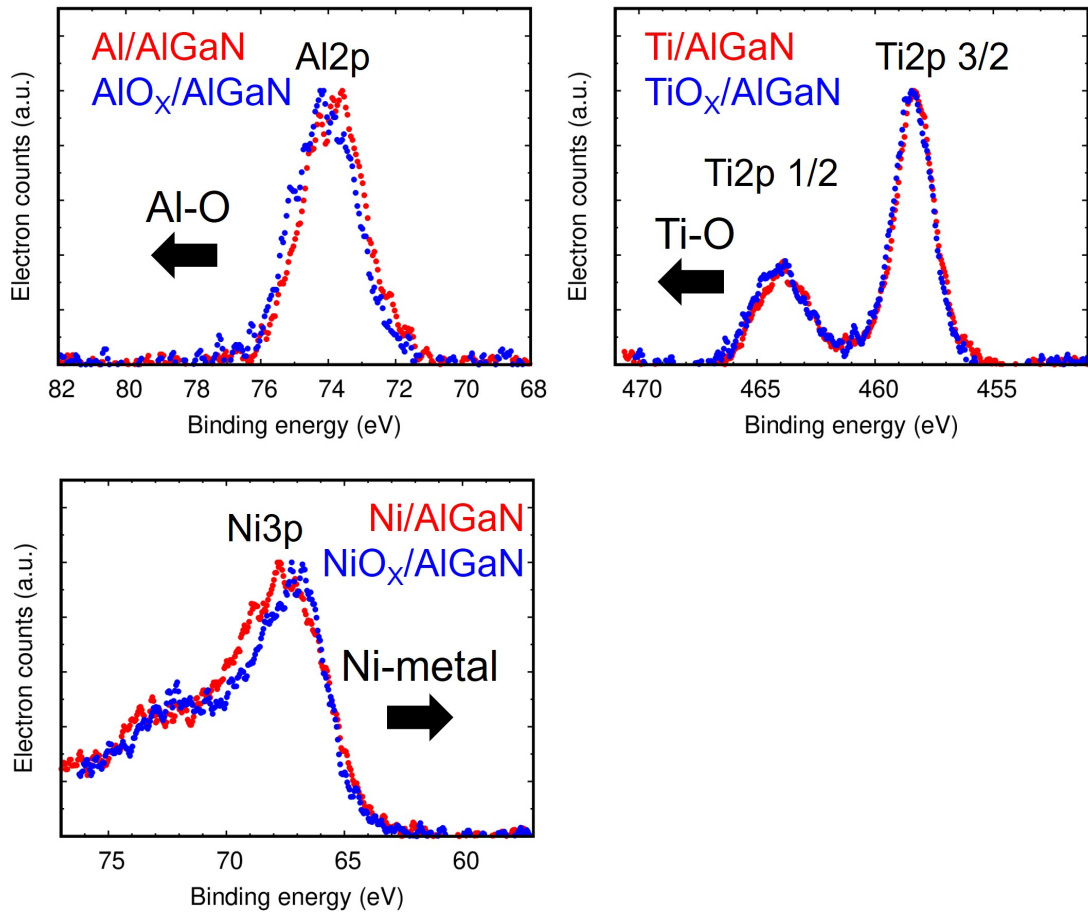 Al/AlGaN
AlOX/AlGaN
Al2p
Al-O
Electron counts (a.u.)
82 80 78 76 74 72 70 68
Binding energy (eV)
Ti/AlGaN
TiOX/AlGaN
Ti2p 3/2
Ti2p 1/2
Ti-O
Electron counts (a.u.)
470 465 460 455
Binding energy (eV)
Ni/AlGaN
NiOX/AlGaN
Ni3p
Ni-metal
Electron counts (a.u.)
75 70 65 60
Binding energy (eV)